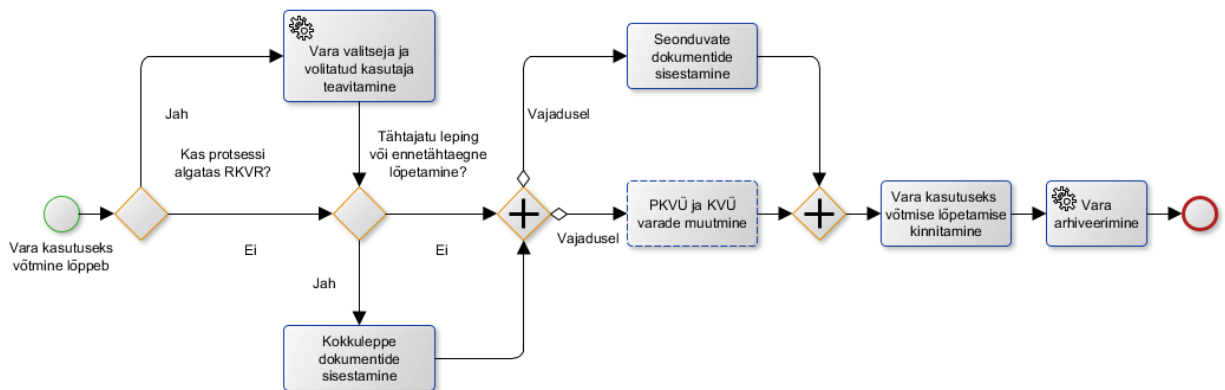 Vara valitseja ja
volitatud kasutaja
teavitamine
Seonduvate
dokumentide
sisestamine
Jah
Vajadusel
Kas protsessi
algatas RKVR?
Tähtajatu leping
või ennetähtaegne
lõpetamine?
Vara kasutuseks
võtmine lõppeb
Ei
Ei
Vajadusel
PKVÜ ja KVÜ
varade muutmine
Vara kasutuseks
võtmise lõpetamise
kinnitamine
Vara
arhiveerimine
Jah
Kokkuleppe
dokumentide
sisestamine